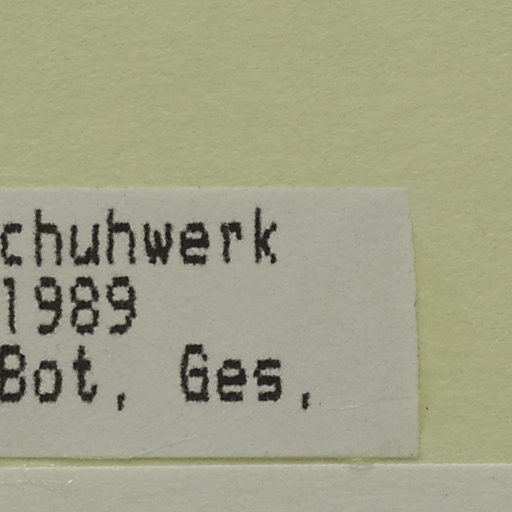 chuhwerk
1989
Bot, Ges,